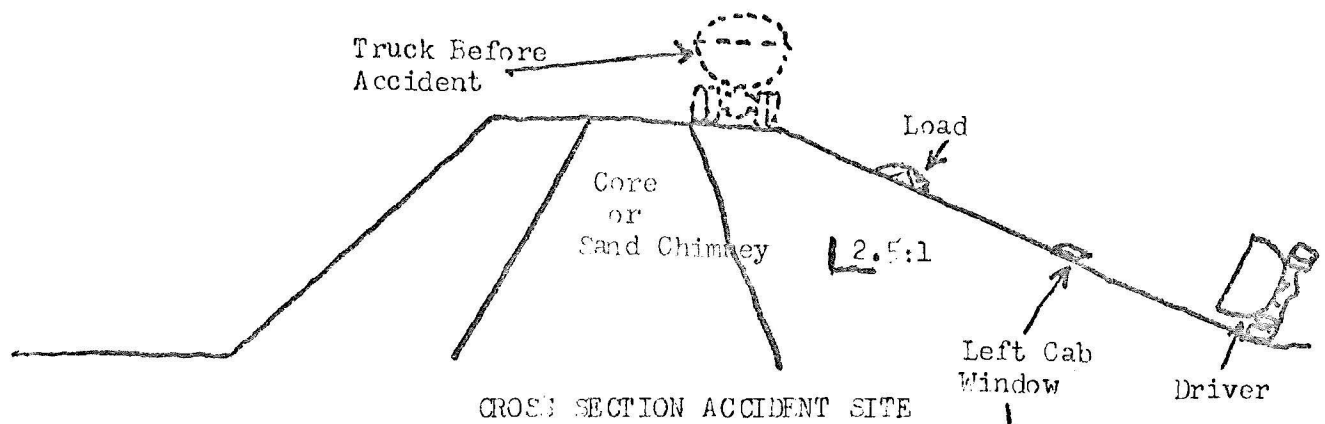 Truck Before
Accident
Load
Core
or
Sand Chimney
2.5:1
Left Cab
Window
Driver
CROSS SECTION ACCIDENT SITE